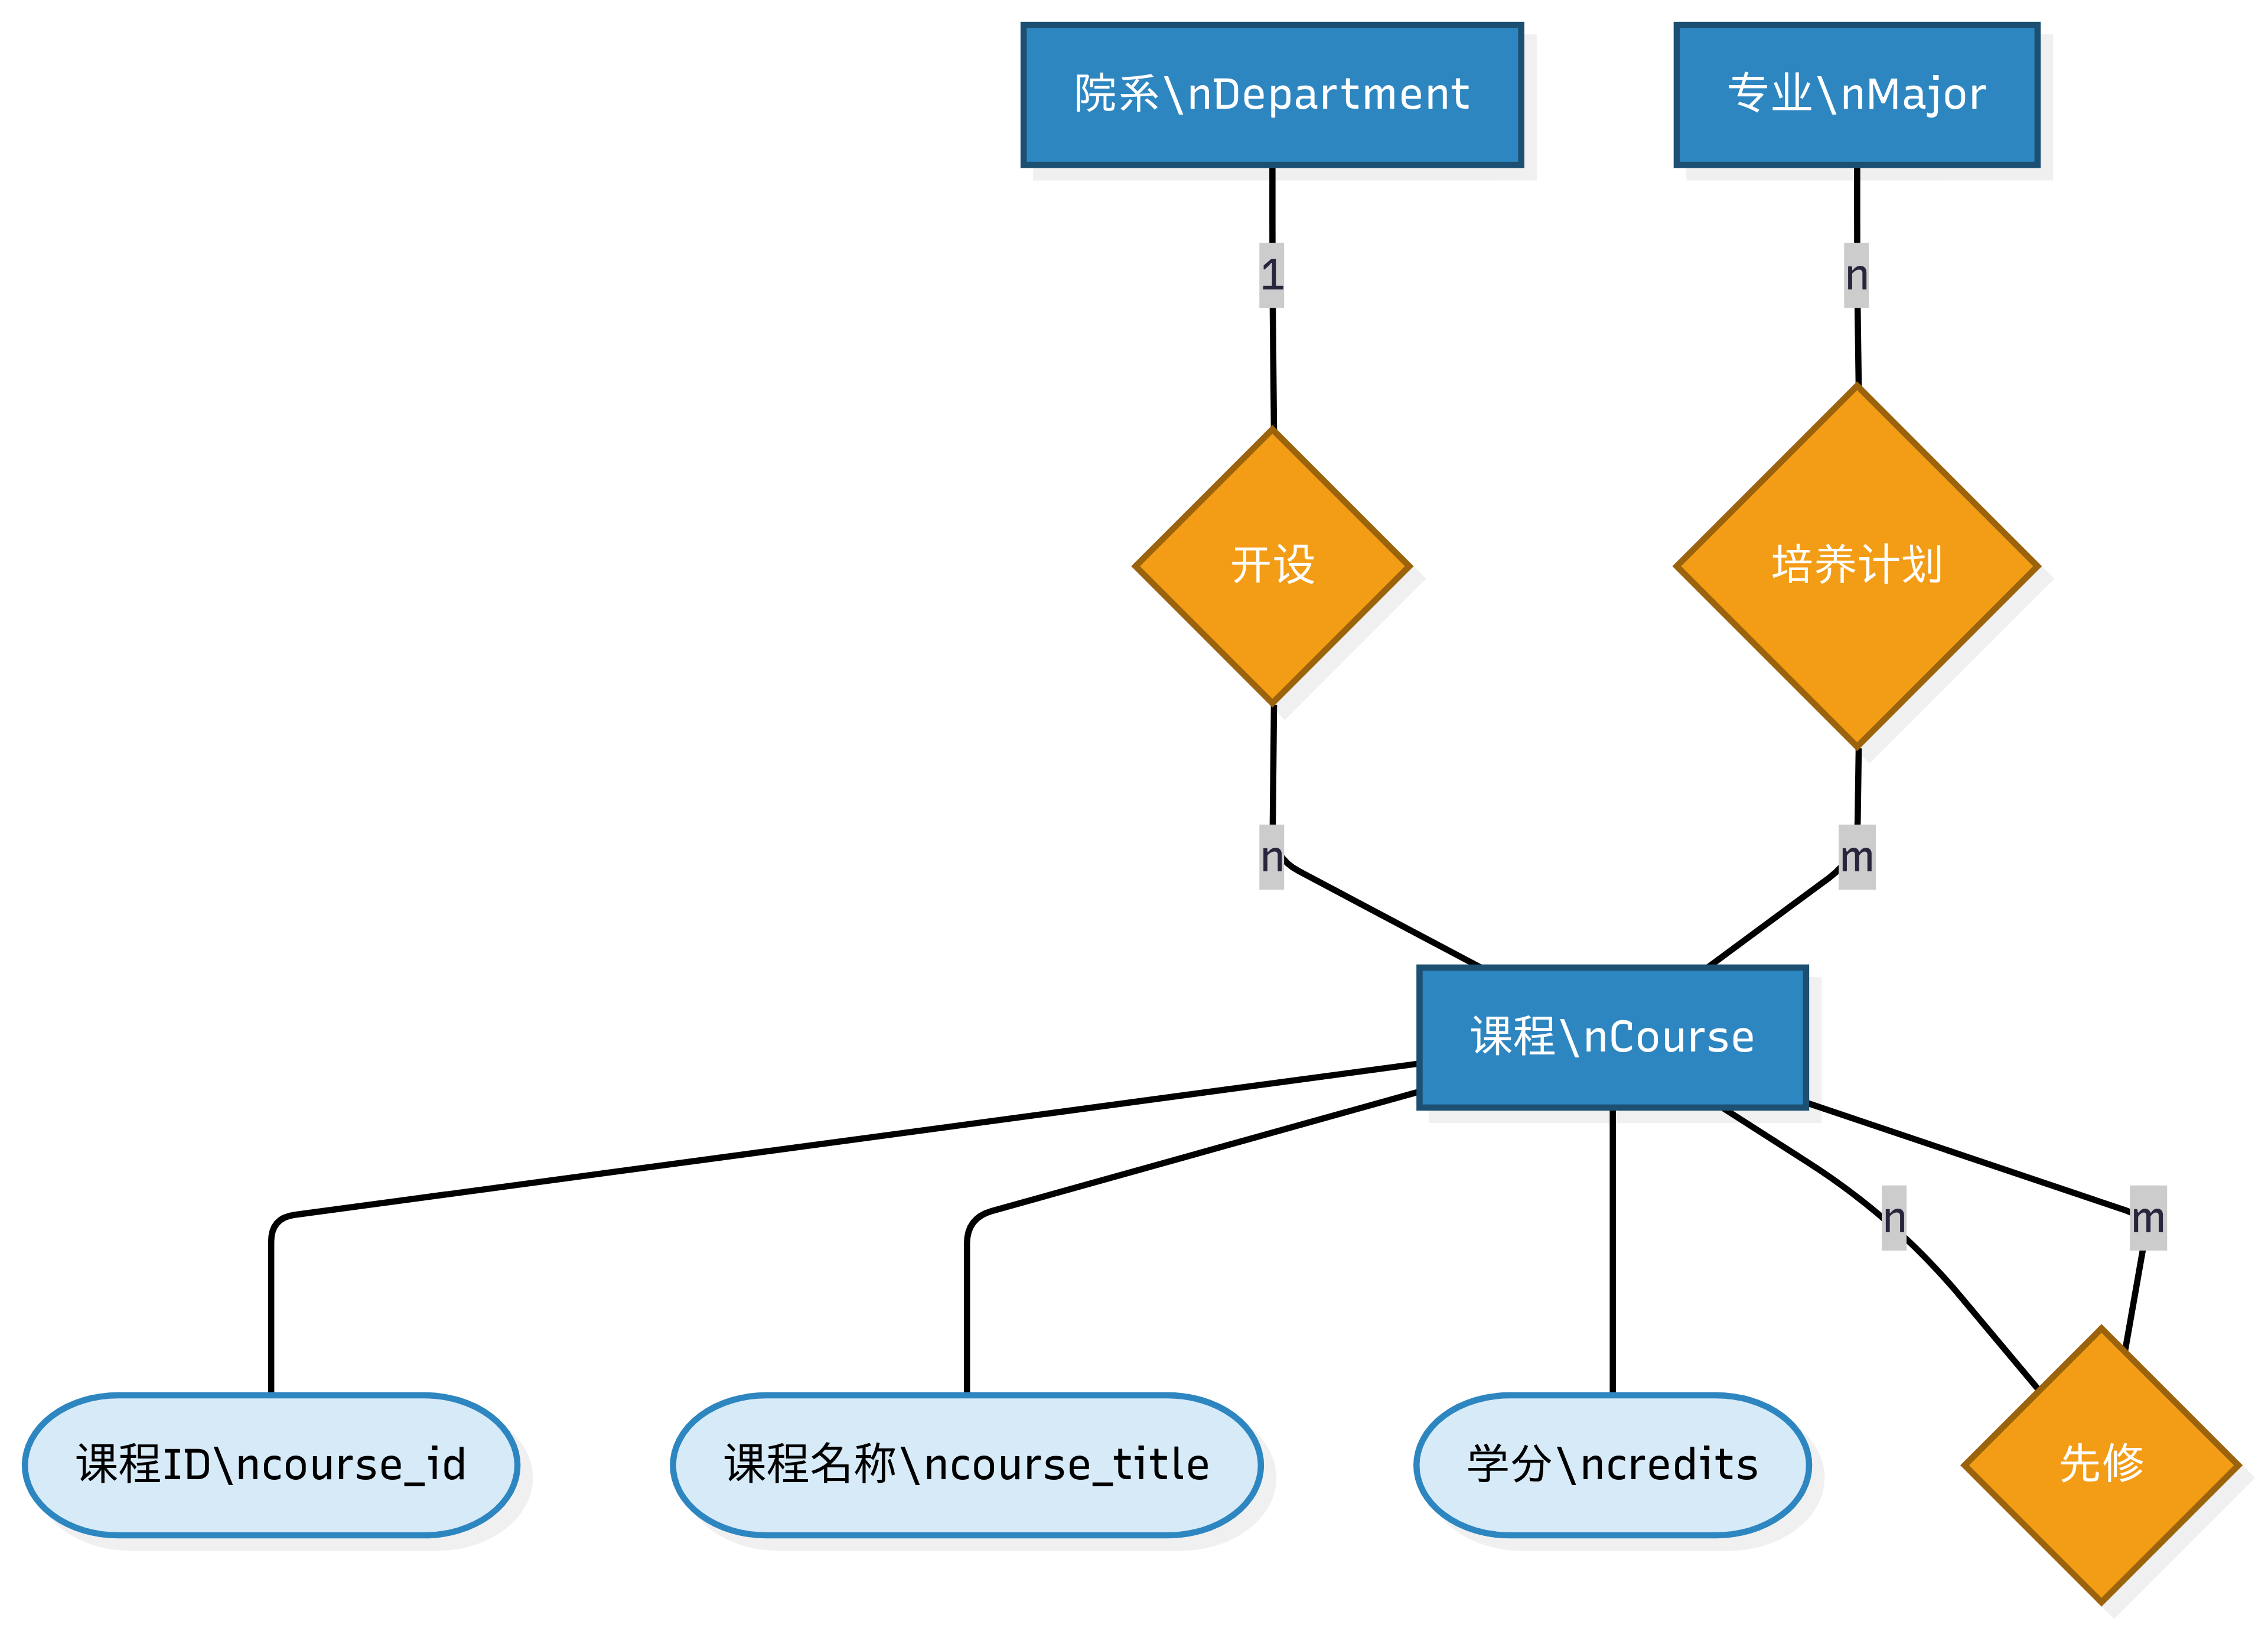 院系\nDepartment
专业\nMajor
1
n
开设
培养计划
n
m
课程\nCourse
n
m
课程ID\ncourse_id
课程名称\ncourse_title
学分\ncredits
先修